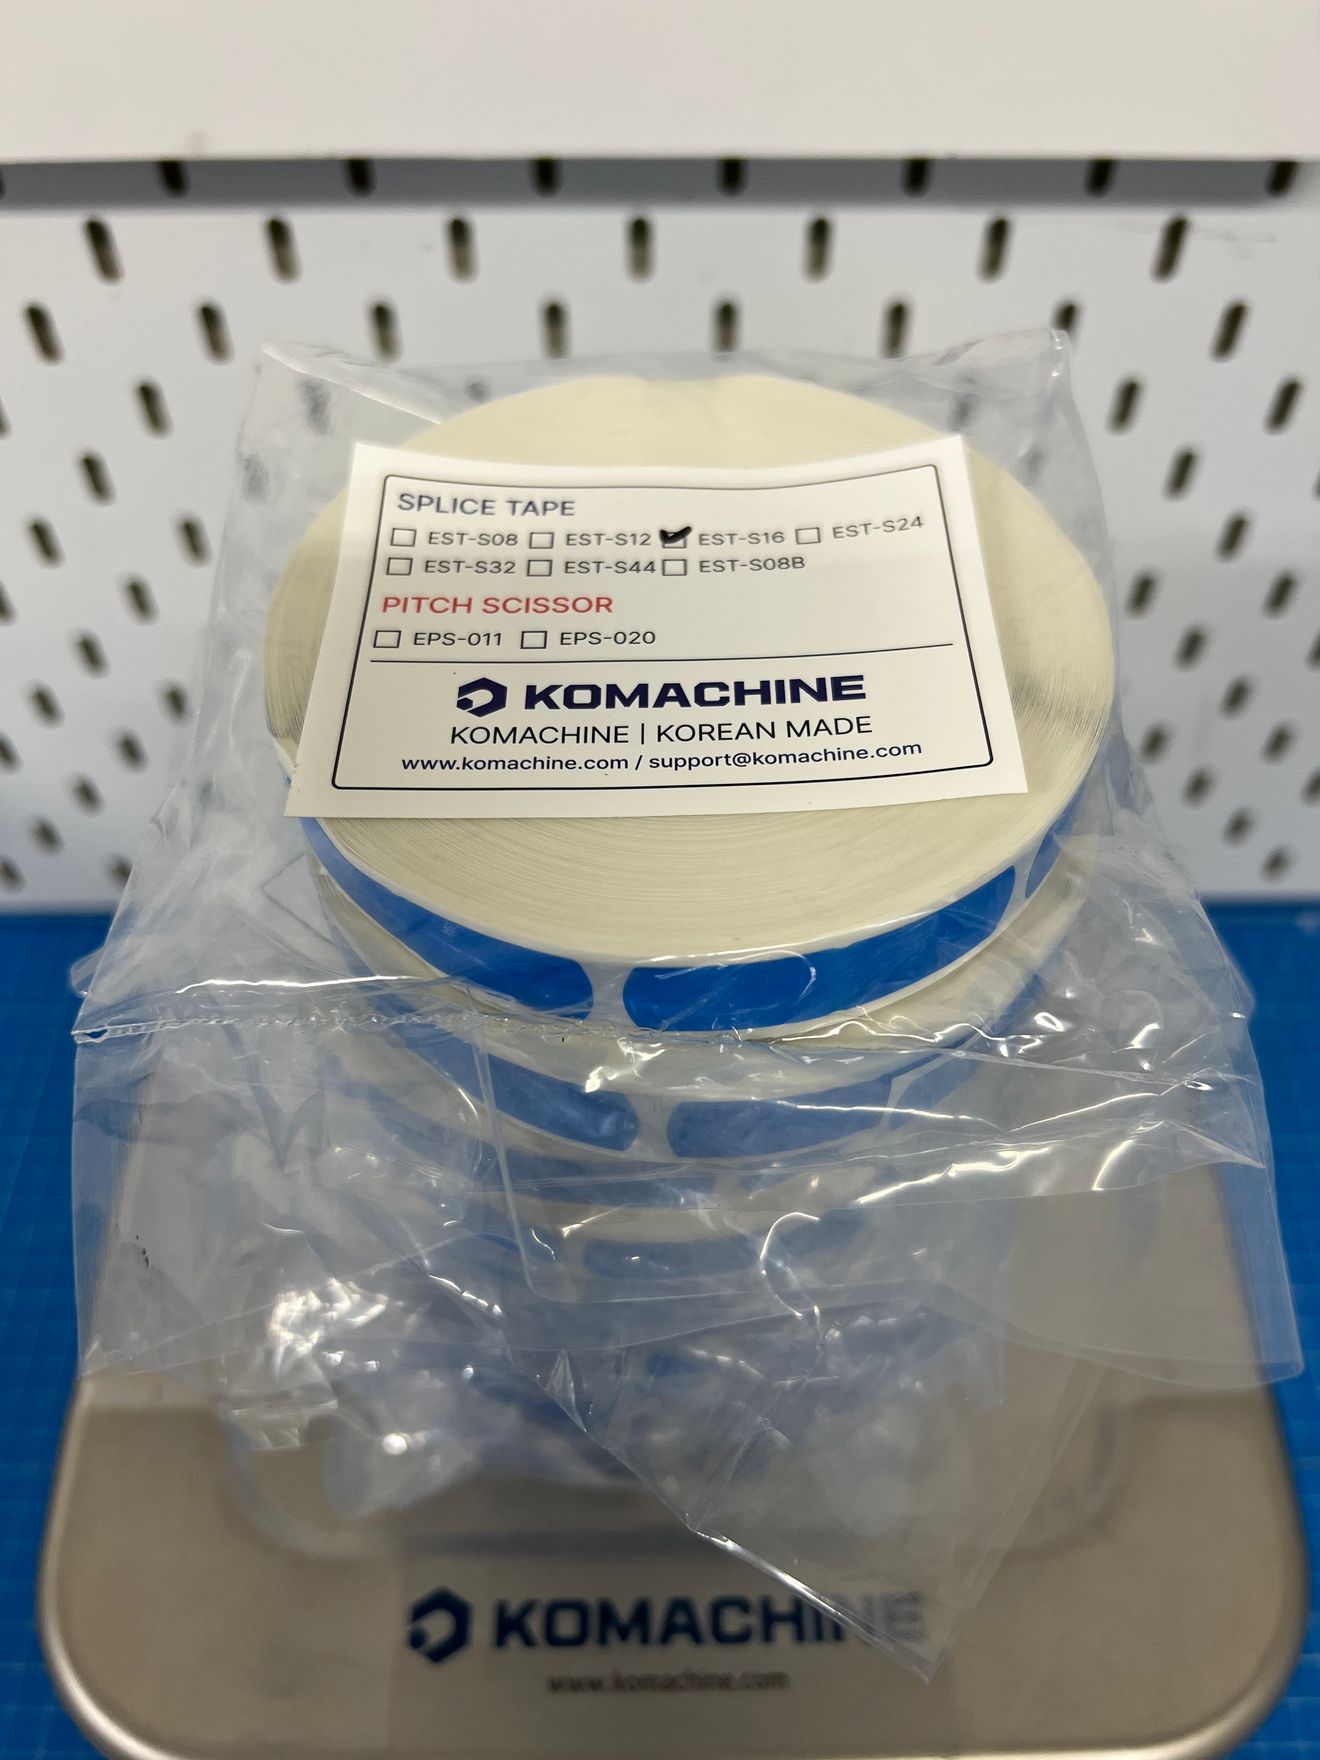 SPLICE TAPE
☐ EST-S08 ☐ EST-S12 ☑ EST-S16 ☐ EST-S24
☐ EST-S32 ☐ EST-S44 ☐ EST-S08B
PITCH SCISSOR
☐ EPS-011 ☐ EPS-020
KOMACHINE
KOMACHINE | KOREAN MADE
www.komachine.com / support@komachine.com
KOMACHINE
www.komachine.com